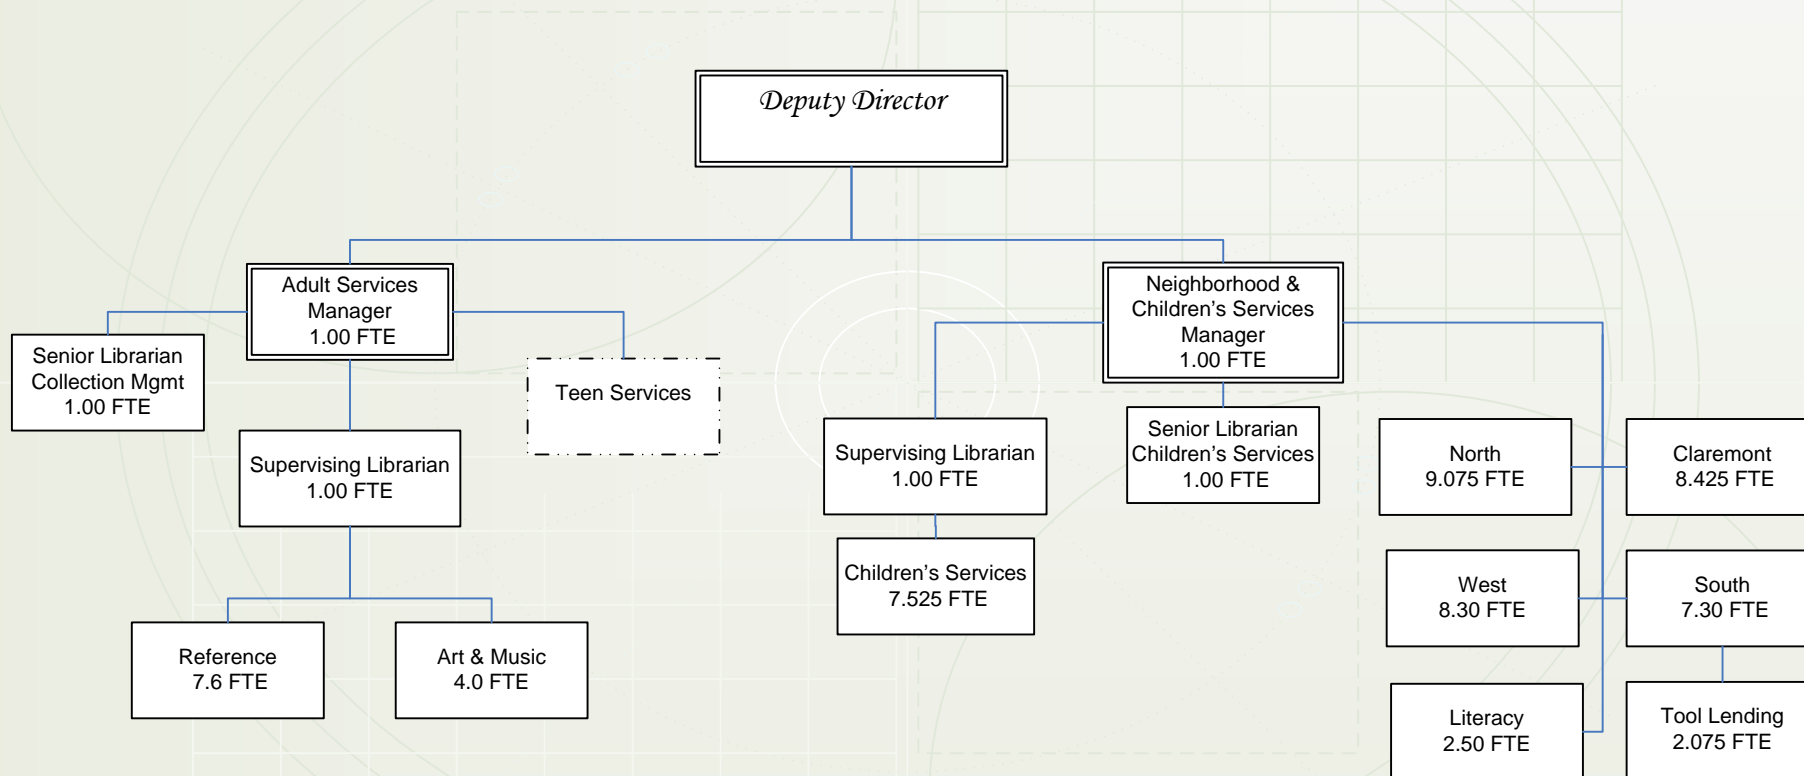 Deputy Director
Adult Services
Manager
1.00 FTE
Neighborhood &
Children’s Services
Manager
1.00 FTE
Senior Librarian
Collection Mgmt
1.00 FTE
Teen Services
Supervising Librarian
1.00 FTE
Supervising Librarian
1.00 FTE
Senior Librarian
Children’s Services
1.00 FTE
North
9.075 FTE
Claremont
8.425 FTE
Children’s Services
7.525 FTE
West
8.30 FTE
South
7.30 FTE
Reference
7.6 FTE
Art & Music
4.0 FTE
Literacy
2.50 FTE
Tool Lending
2.075 FTE